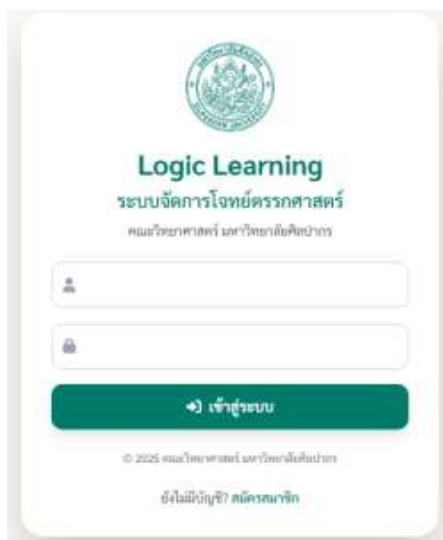 SILPAKORN UNIVERSITY
Logic Learning
ระบบจัดการโจทย์ตรรกศาสตร์
คณะวิทยาศาสตร์ มหาวิทยาลัยศิลปากร
เข้าสู่ระบบ
© 2025 คณะวิทยาศาสตร์ มหาวิทยาลัยศิลปากร
ยังไม่มีบัญชี? สมัครสมาชิก